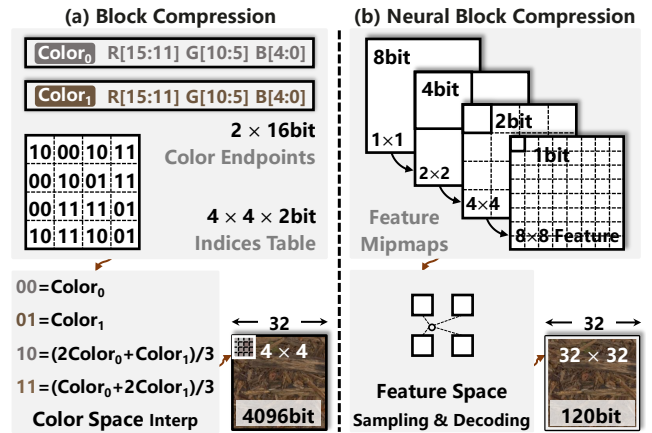 (a) Block Compression
Color₀ R[15:11] G[10:5] B[4:0]
Color₁ R[15:11] G[10:5] B[4:0]
2 × 16bit
Color Endpoints
10 00 10 11
00 10 01 11
00 11 11 01
10 11 10 01
4 × 4 × 2bit
Indices Table
00=Color₀
01=Color₁
10=(2Color₀+Color₁)/3
11=(Color₀+2Color₁)/3
Color Space Interp
32
4 × 4
4096bit
(b) Neural Block Compression
8bit
1×1
4bit
2×2
2bit
4×4
1bit
8×8 Feature
Feature
Mipmaps
Feature Space
Sampling & Decoding
32
32 × 32
120bit